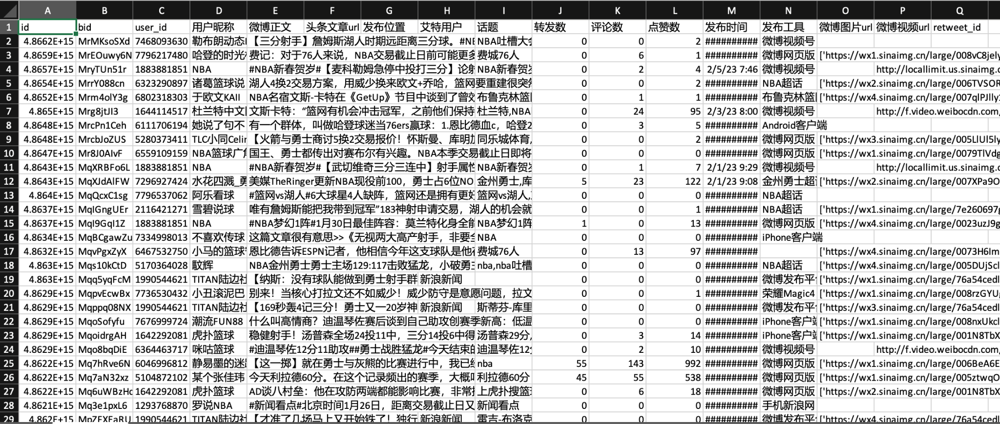 A B C D E F G H I J K L M N O P Q
1 id bid user_id 用户昵称 微博正文 头条文章url 发布位置 艾特用户 话题 转发数 评论数 点赞数 发布时间 发布工具 微博图片url 微博视频url retweet_id
2 4.8662E+15 MrMKsoSXd 7468093630 勒布朗动态 【三分射手】詹姆斯湖人时期远距离三分球。#N NBA吐槽大会 0 0 2 ########## 微博视频号
3 4.8659E+15 MrEOuwy6N 7796217480 哈登的时光 费记：对于76人来说，NBA交易截止日前可能更多 费城76人 0 6 1 ########## 微博网页版 ['https://wx1.sinaimg.cn/large/008vC8jely
4 4.8657E+15 MryTUn51r 1883881851 NBA #NBA新春贺岁#【麦科勒姆急停中投打三分】论射 NBA新春贺岁 0 2 4 2/5/23 7:46 微博视频号 http://locallimit.us.sinaimg.c
5 4.8654E+15 MrrY088cn 6323290897 诸葛篮球说 湖人4换2交易方案，用威少换来欧文+乔哈，篮网要重建很突然 0 0 2 ########## NBA超话 ['https://wx2.sinaimg.cn/large/006TVSOR
6 4.8652E+15 Mrm4olY3g 6802318303 于欧文KAII NBA名宿文斯-卡特在《GetUp》节目中谈到了曾效 布鲁克林篮 0 1 1 ########## 布鲁克林篮 ['https://wx4.sinaimg.cn/large/007qlPJlly1
7 4.865E+15 Mrg8jtJI3 1644114517 杜兰特中文 文斯卡特：“篮网有机会冲击冠军，之前他们保持 杜兰特,NBA 0 24 95 2/3/23 8:00 微博视频号 http://f.video.weibocdn.com/
8 4.8648E+15 MrcPn1Ceh 6111706194 她说了句不 有一个群体，叫做哈登球迷当76ers赢球：1.恩比德血c，哈登2 0 3 5 ########## Android客户端
9 4.8648E+15 MrcbJoZUS 5280373411 TLC小同Celin 【火箭与勇士商讨5换2交易报价！怀斯曼、库明加 同乐城体育, 0 0 2 ########## 微博网页版 ['https://wx3.sinaimg.cn/large/005LlUI5ly
10 4.8647E+15 Mr8J0AIvF 6559109159 NBA篮球广角 国王、勇士都传出对赛布尔有兴趣。NBA本季交易截止日即将 0 0 0 ########## 微博网页版 ['https://wx1.sinaimg.cn/large/0079TlVdg
11 4.8643E+15 MqXRBFo6L 1883881851 NBA #NBA新春贺岁#【武切维奇三分三连中】射手属性 NBA新春贺岁 0 1 7 2/1/23 9:29 微博视频号 http://locallimit.us.sinaimg.c
12 4.8643E+15 MqXJdAlFW 7296927424 水花四溅_勇 美媒TheRinger更新NBA现役前100，勇士占6位NO 金州勇士,库 5 23 122 2/1/23 9:08 金州勇士超话 ['https://wx2.sinaimg.cn/large/007XPa9O
13 4.864E+15 MqQcxC1sg 7796537062 阿乐看球 #篮网vs湖人#6大球星4人缺阵，篮网还是拥有更好 篮网vs湖人, 0 0 0 ########## NBA超话
14 4.8637E+15 MqIGngUEr 2116421271 雪碧说球 唯有詹姆斯能把我带到冠军”183神射申请交易，湖人的机会就 0 0 1 ########## NBA超话 ['https://wx1.sinaimg.cn/large/7e260697g
15 4.8637E+15 MqI9GqI1Z 1883881851 NBA #NBA梦幻1阵#1月30日最佳阵容：莫兰特化身全能 NBA梦幻1阵 1 0 13 ########## 微博网页版 ['https://wx4.sinaimg.cn/large/0023uzJ9g
16 4.8634E+15 MqBCgawZu 7334998013 不喜欢传球 这篇文章很有意思>>《无视两大高产射手，非要全 NBA 0 0 0 ########## iPhone客户端
17 4.8632E+15 MqvPgxZyX 6467532750 小马的篮球 恩比德告诉ESPN记者，他相信今年这支球队是他 费城76人 0 13 97 ########## ['https://wx4.sinaimg.cn/large/0073H6Im
18 4.863E+15 Mqs10kCtD 5170364028 馼辉 NBA金州勇士勇士主场129:117击败猛龙，小破勇士 nba,nba吐槽 0 0 0 ########## NBA超话 ['https://wx4.sinaimg.cn/large/005DUjScl
19 4.863E+15 Mqq5yqFcM 1990544621 TITAN陆边社 【纳斯：没有球队能做到勇士射手群 新浪新闻 0 0 0 ########## 微博发布平台 ['https://wx1.sinaimg.cn/large/76a54cedl
20 4.8629E+15 MqpvEcwBx 7736530432 小丑滚泥巴 别来！当核心打拉文还不如威少！威少防守是意愿问题，拉文 0 0 1 ########## 荣耀Magic4 ['https://wx1.sinaimg.cn/large/008rzGYU
21 4.8629E+15 Mqppq08NX 1990544621 TITAN陆边社 【169秒轰4记三分！勇士又一20岁神 新浪新闻 斯蒂芬-库里 0 0 0 ########## 微博发布平台 ['https://wx3.sinaimg.cn/large/76a54cedl
22 4.8629E+15 MqoSofyfu 7676999724 潮流FUN88 什么叫高情商？迪温琴佐赛后谈到自己助攻创赛季新高：低温 0 0 0 ########## iPhone客户端 ['https://wx1.sinaimg.cn/large/008nxUkcl
23 4.8629E+15 MqoidrgAH 1642292081 虎扑篮球 稳健射手！汤普森全场24投11中，三分14投6中得 汤普森29分, 0 3 14 ########## iPhone客户端 ['https://wx1.sinaimg.cn/large/001N8TbX
24 4.8629E+15 Mqo8bqDiE 6364463717 咪咕篮球 #迪温琴佐12分11助攻##勇士战胜猛龙#今天结束的 迪温琴佐12分 0 2 10 ########## 微博视频号 http://f.video.weibocdn.com/
25 4.8622E+15 Mq7hRve6N 6046996812 静易墨的迷 【这一掷】就在勇士与灰熊的比赛进行中，我已经 nba 55 143 992 ########## 微博网页版 ['https://wx1.sinaimg.cn/large/006BeA6E
26 4.8622E+15 Mq7aN32xz 5104872102 某个张佳玮 今天利拉德60分。在这个记录频出的赛季，大概 利拉德60分 45 55 538 ########## 微博网页版 ['https://wx1.sinaimg.cn/large/005ztwqO
27 4.8622E+15 Mq6uWBzHc 1642292081 虎扑篮球 AD谈八村垒：他在攻防两端都能影响比赛，非常 上虎扑搜篮 0 6 18 ########## 微博网页版 ['https://wx2.sinaimg.cn/large/001N8TbX
28 4.8621E+15 Mq3e1pxL6 1293768870 罗说NBA #新闻看点#北京时间1月26日，距离交易截止日又 新闻看点 0 0 0 ########## 手机新浪网
29 4.862E+15 MpZEXFaRU 1990544621 TITAN陆边社 【才准了几场马上又开始铁了！独行 新浪新闻 雷吉-布洛克 0 0 0 ########## 微博发布平台 ['https://wx4.sinaimg.cn/large/76a54cedl